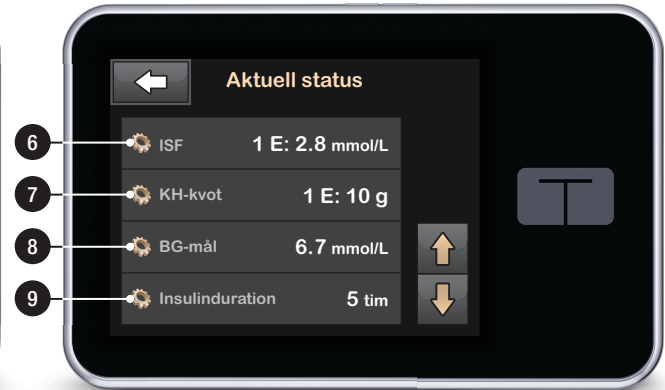 Aktuell status
6 ISF 1 E: 2.8 mmol/L
7 KH-kvot 1 E: 10 g
8 BG-mål 6.7 mmol/L
9 Insulinduration 5 tim